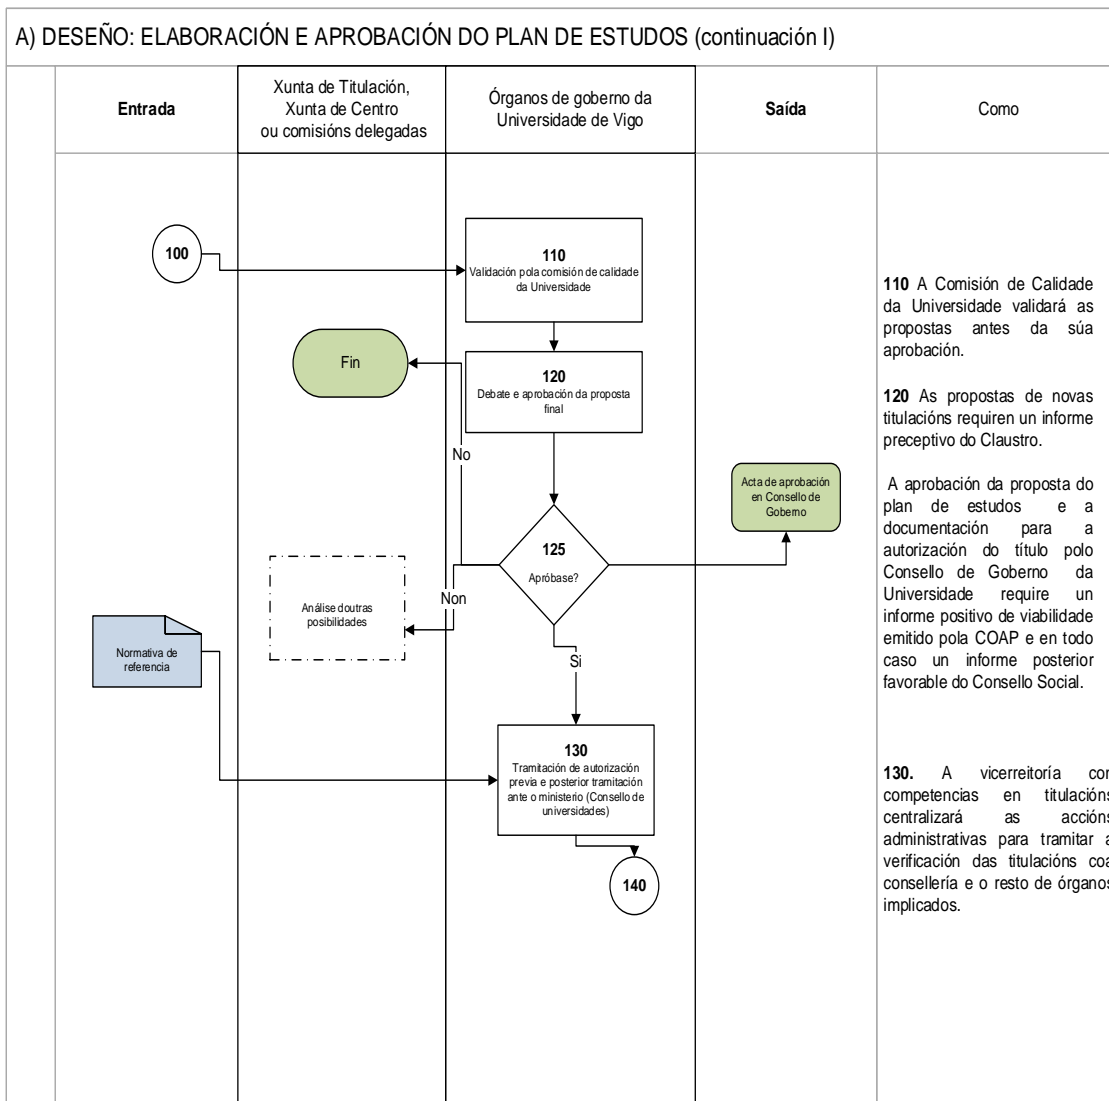 A) DESEÑO: ELABORACIÓN E APROBACIÓN DO PLAN DE ESTUDOS (continuación I)
Entrada
Xunta de Titulación,
Xunta de Centro
ou comisións delegadas
Órganos de goberno da
Universidade de Vigo
Saída
Como
100
110
Validación pola comisión de calidade
da Universidade
Fin
120
Debate e aprobación da proposta
final
No
Acta de aprobación
en Consello de
Goberno
125
Apróbase?
Non
Análise doutras
posibilidades
Normativa de
referencia
Si
130
Tramitación de autorización
previa e posterior tramitación
ante o ministerio (Consello de
universidades)
140
110 A Comisión de Calidade
da Universidade validará as
propostas antes da súa
aprobación.
120 As propostas de novas
titulacións requiren un informe
preceptivo do Claustro.
A aprobación da proposta do
plan de estudos e a
documentación para a
autorización do título polo
Consello de Goberno da
Universidade require un
informe positivo de viabilidade
emitido pola COAP e en todo
caso un informe posterior
favorable do Consello Social.
130. A vicerreitoría con
competencias en titulacións
centralizará as accións
administrativas para tramitar a
verificación das titulacións coa
consellería e o resto de órganos
implicados.